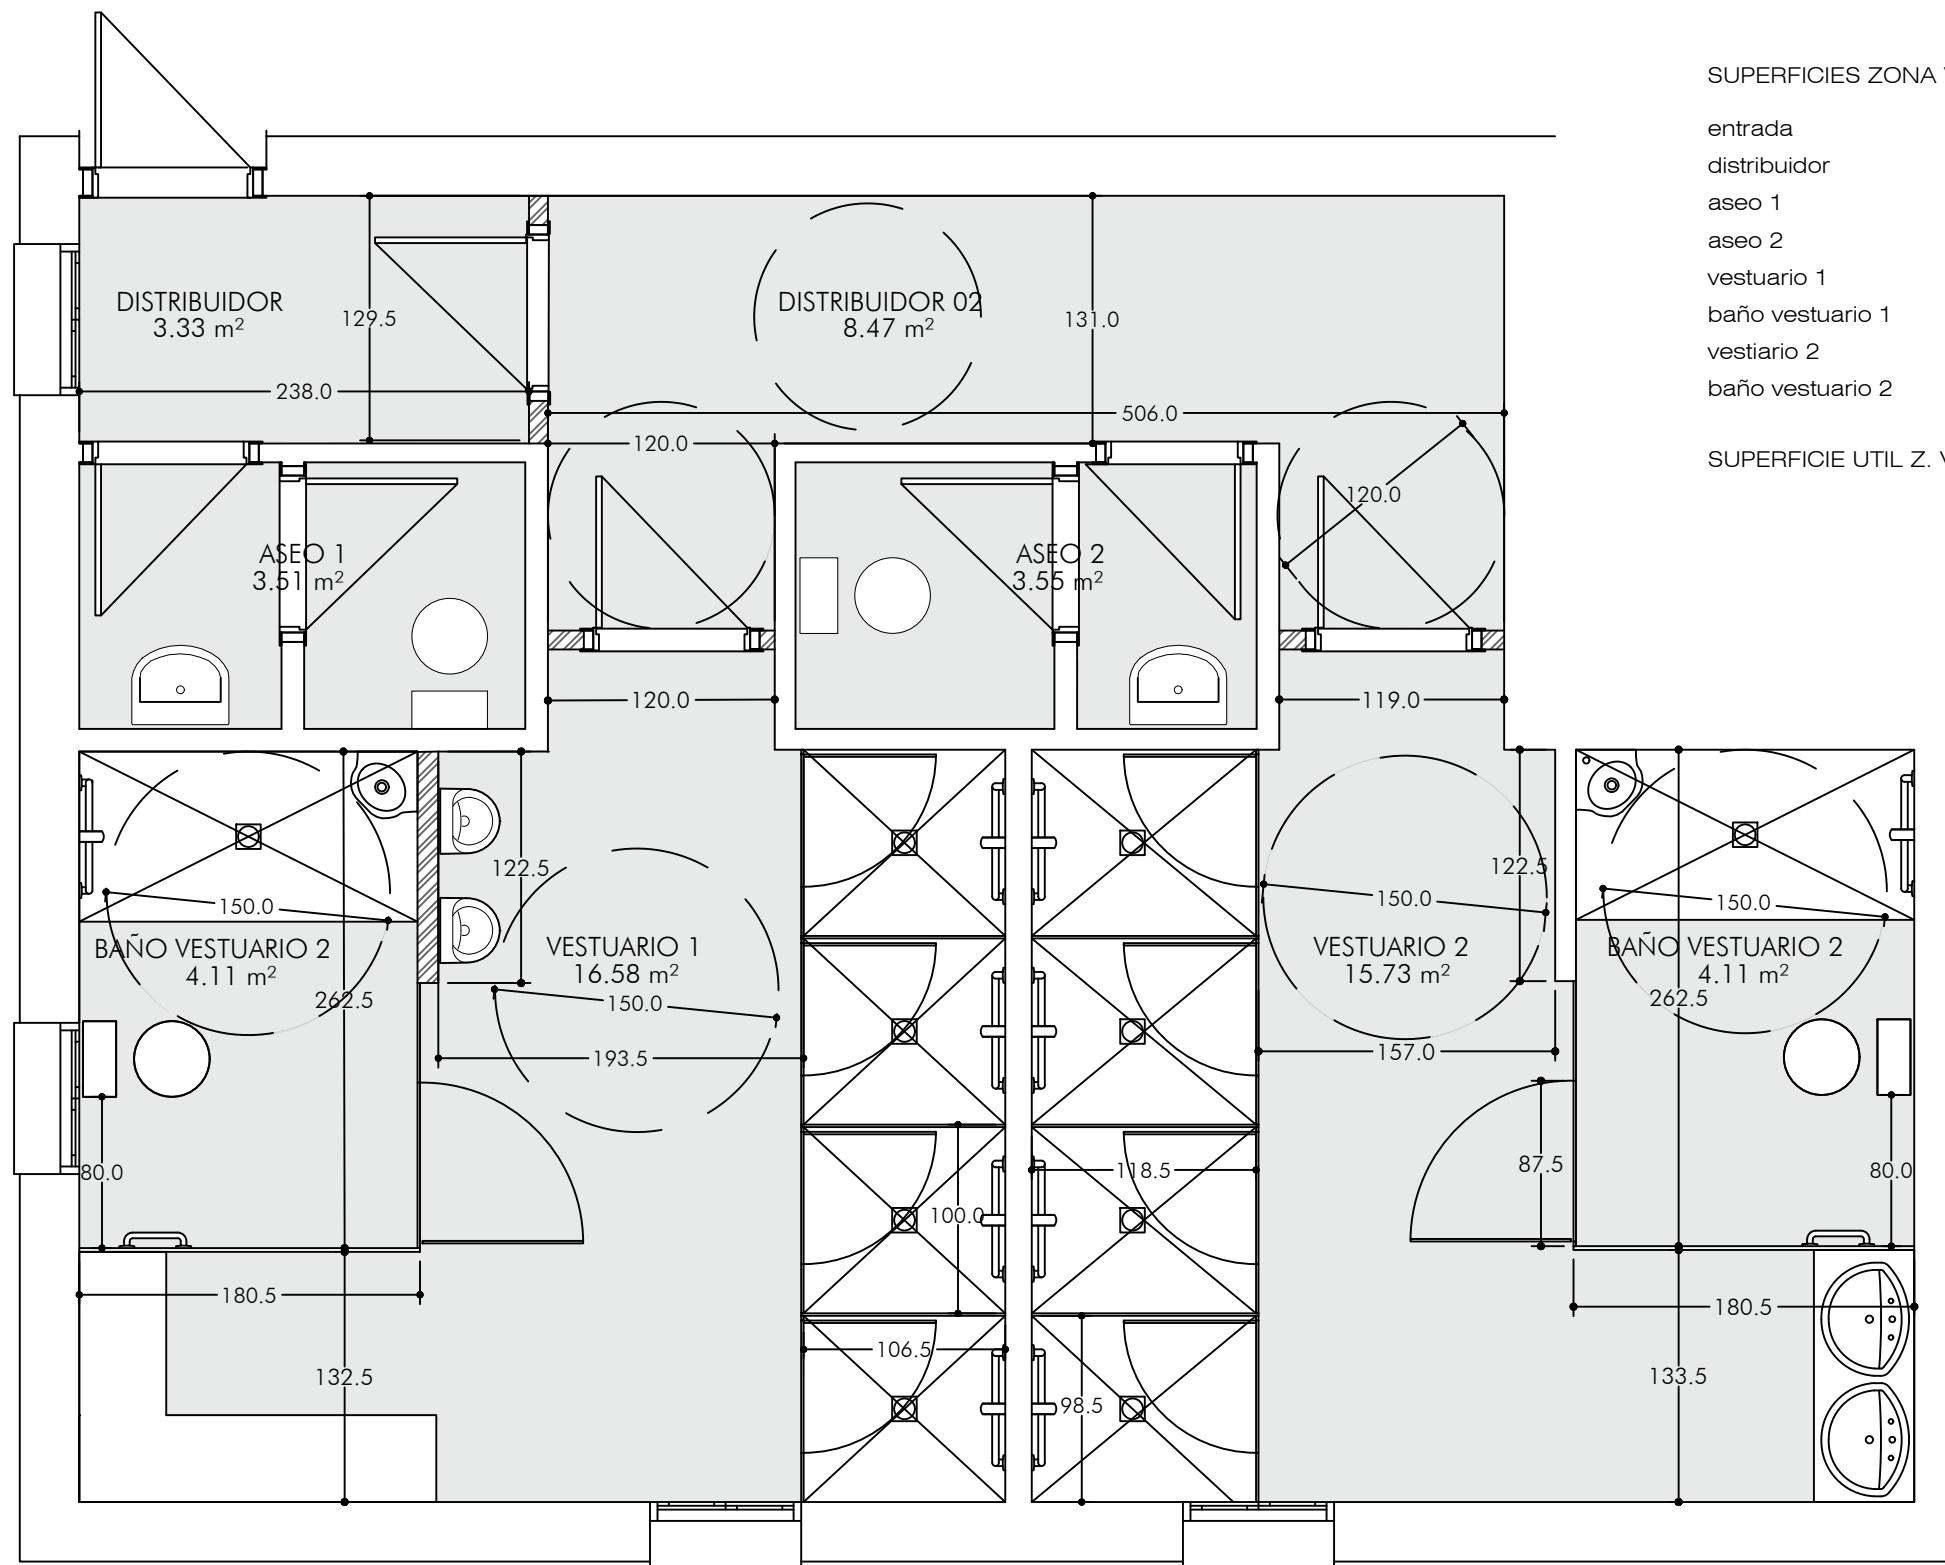 SUPERFICIES ZONA
entrada
distribuidor
aseo 1
aseo 2
vestuario 1
baño vestuario 1
vestiario 2
baño vestuario 2
SUPERFICIE UTIL Z.
DISTRIBUIDOR
3.33 m²
129.5
238.0
DISTRIBUIDOR 02
8.47 m²
131.0
506.0
120.0
120.0
ASEO 1
3.51 m²
ASEO 2
3.55 m²
120.0
119.0
122.5
122.5
150.0
150.0
150.0
BAÑO VESTUARIO 2
4.11 m²
262.5
VESTUARIO 1
16.58 m²
150.0
193.5
VESTUARIO 2
15.73 m²
157.0
BAÑO VESTUARIO 2
4.11 m²
262.5
80.0
118.5
87.5
80.0
100.0
180.5
180.5
106.5
132.5
98.5
133.5